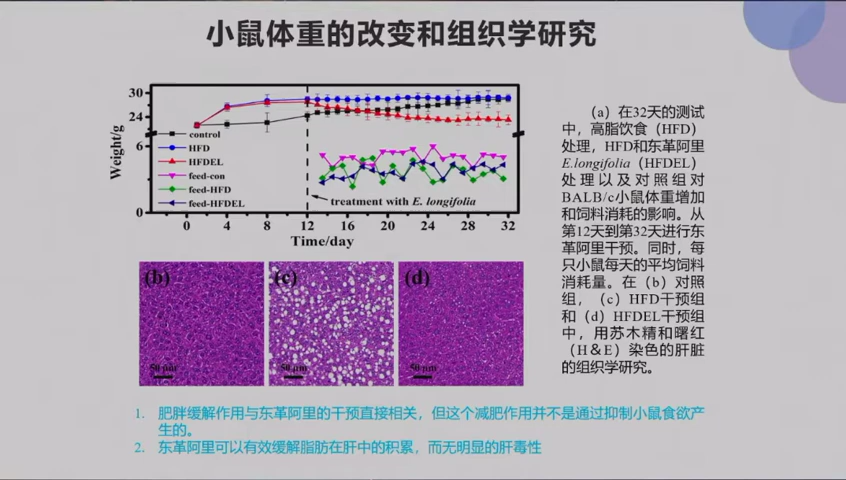 小鼠体重的改变和组织学研究
30
24
6
0
Weight/g
control
HFD
HFDEL
feed-con
feed-HFD
feed-HFDEL
treatment with E. longifolia
0 4 8 12 16 20 24 28 32
Time/day
(b) (c) (d)
50 μm 50 μm 50 μm
(a)在32天的测试
中,高脂饮食(HFD)
处理,HFD和东革阿里
E.longifolia(HFDEL)
处理以及对照组对
BALB/c小鼠体重增加
和饲料消耗的影响。从
第12天到第32天进行东
革阿里干预。同时,每
只小鼠每天的平均饲料
消耗量。在(b)对照
组,(c)HFD干预组
和(d)HFDEL干预组
中,用苏木精和曙红
(H&E)染色的肝脏
的组织学研究。
1. 肥胖缓解作用与东革阿里的干预直接相关,但这个减肥作用并不是通过抑制小鼠食欲产
生的。
2. 东革阿里可以有效缓解脂肪在肝中的积累,而无明显的肝毒性